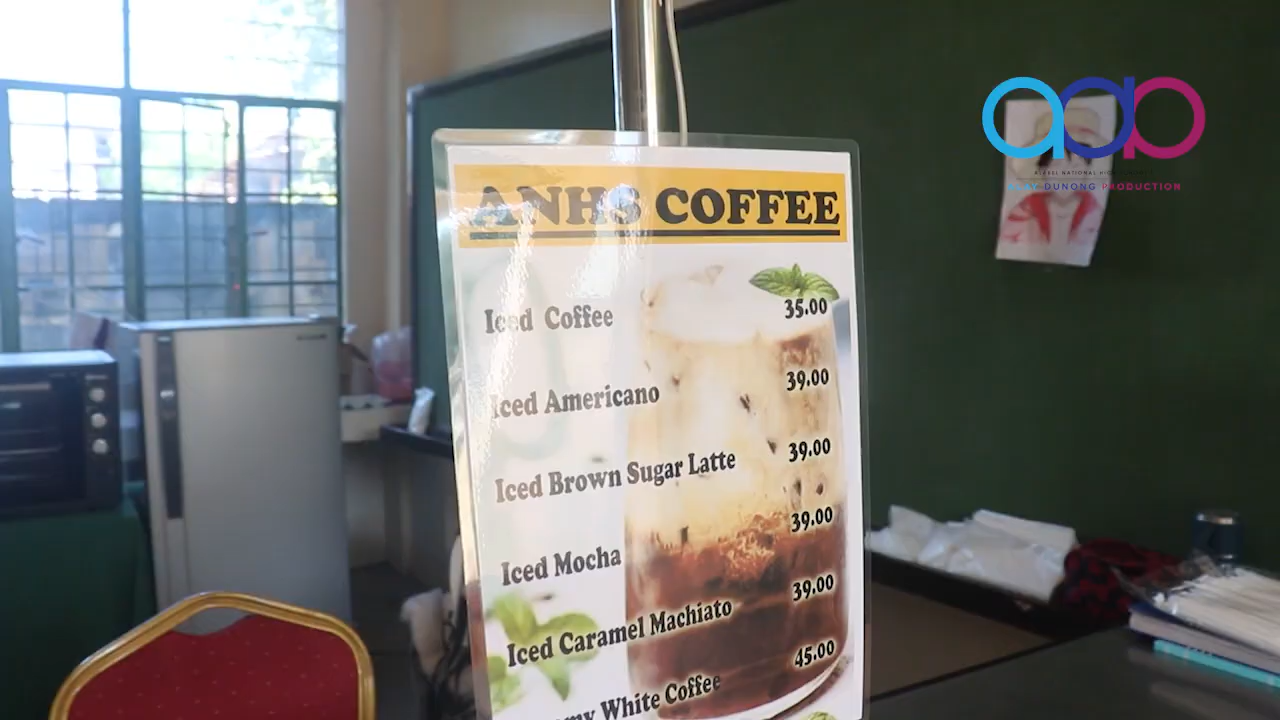 ANHS COFFEE
Iced Coffee 35.00
Iced Americano 39.00
Iced Brown Sugar Latte 39.00
Iced Mocha 39.00
Iced Caramel Machiato 39.00
White Coffee 45.00
DUNONG PRODUCTION